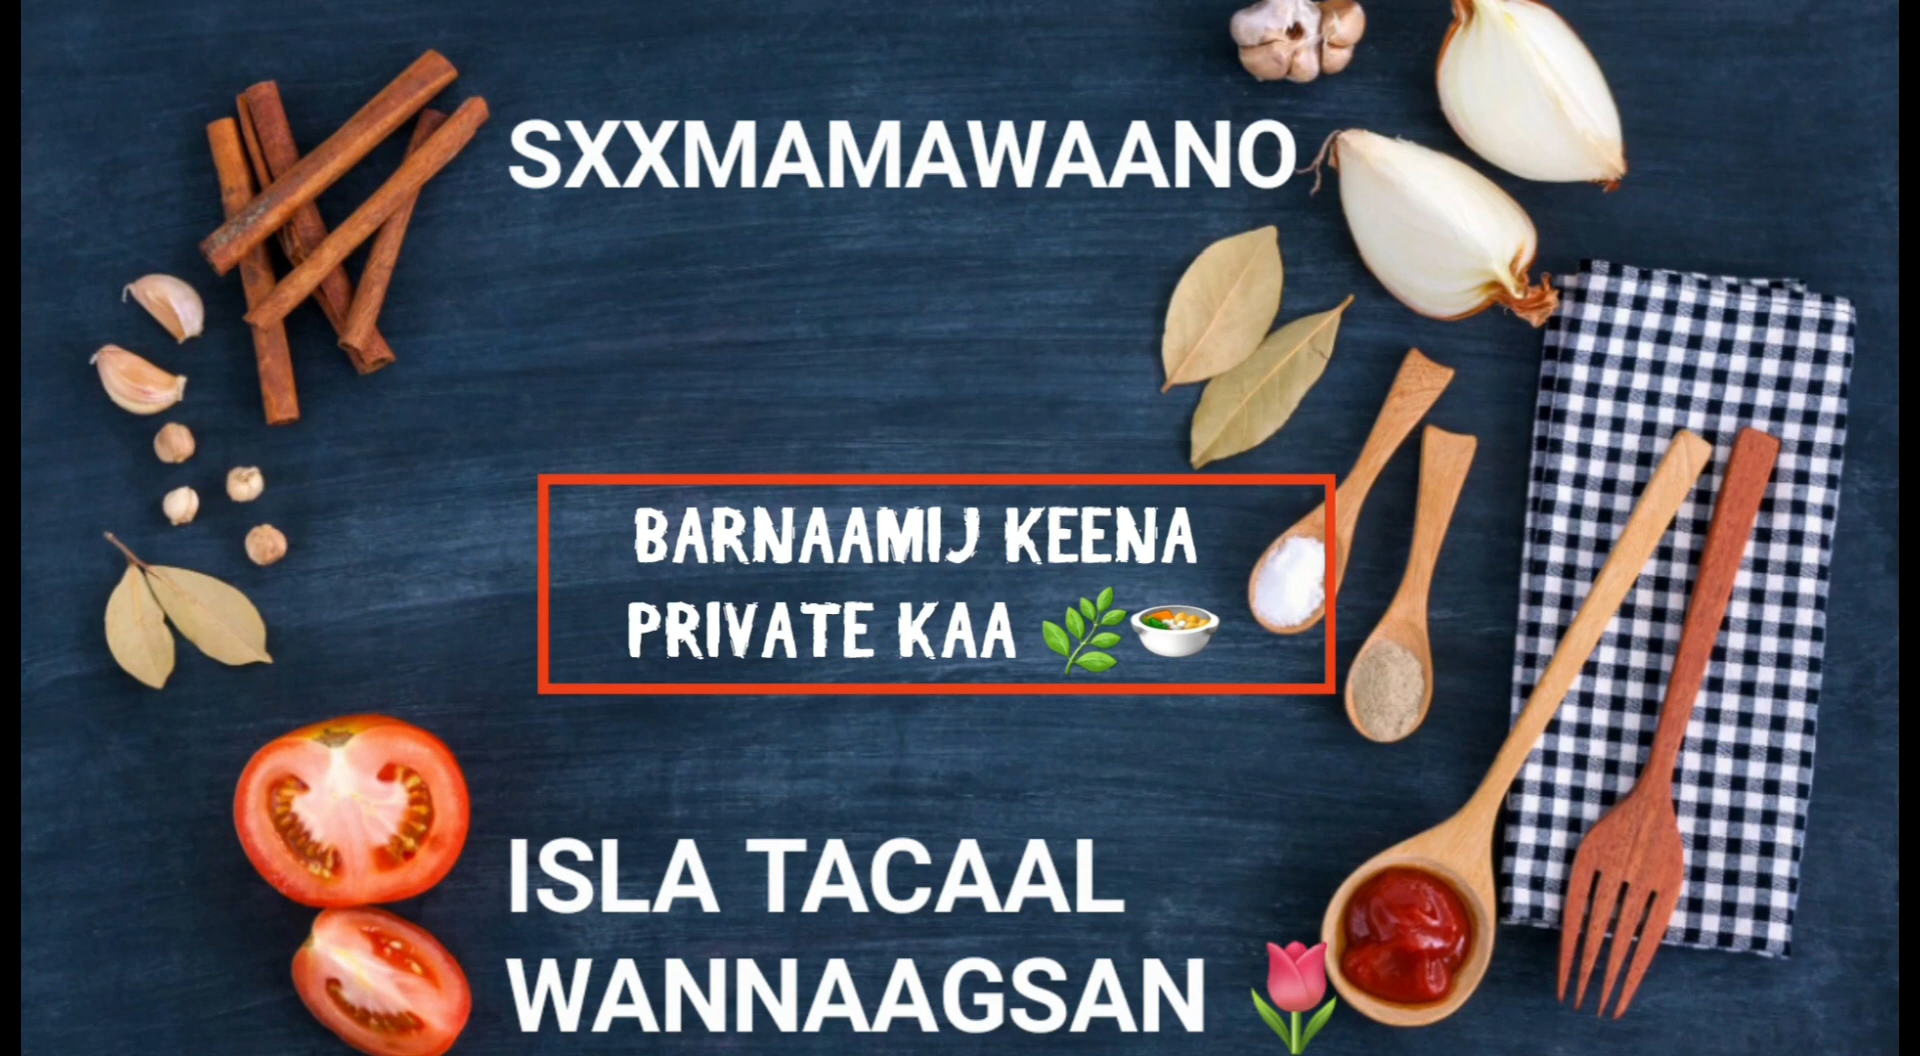 SXXMAMAWAANO
BARNAAMIJ KEENA
PRIVATE KAA 🌿🍲
ISLA TACAAL
WANNAAGSAN 🌷